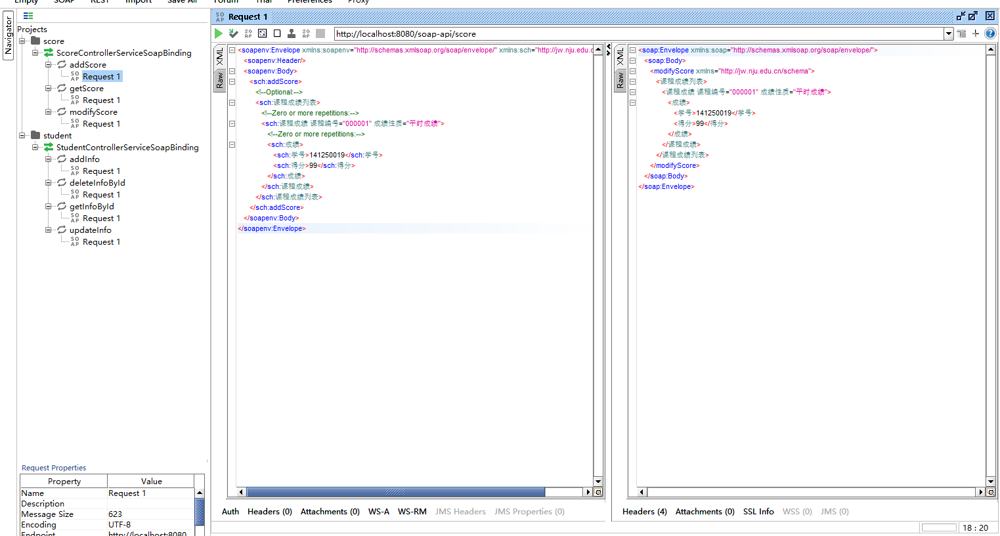 Empty SOAP REST Import Save All Forum Trial Preferences Proxy
Navigator
Projects
score
ScoreControllerServiceSoapBinding
addScore
SOAP Request 1
getScore
SOAP Request 1
modifyScore
SOAP Request 1
student
StudentControllerServiceSoapBinding
addInfo
SOAP Request 1
deleteInfoById
SOAP Request 1
getInfoById
SOAP Request 1
updateInfo
SOAP Request 1
Request Properties
Property Value
Name Request 1
Description
Message Size 623
Encoding UTF-8
Endpoint http://localhost:8080
SOAP Request 1
http://localhost:8080/soap-api/score
XML
Raw
<soapenv:Envelope xmlns:soapenv="http://schemas.xmlsoap.org/soap/envelope/" xmlns:sch="http://jw.nju.edu.c
<soapenv:Header/>
<soapenv:Body>
<sch:addScore>
<!--Optional:-->
<sch:课程成绩列表>
<!--Zero or more repetitions:-->
<sch:课程成绩 课程编号="000001" 成绩性质="平时成绩">
<!--Zero or more repetitions:-->
<sch:成绩>
<sch:学号>141250019</sch:学号>
<sch:得分>99</sch:得分>
</sch:成绩>
</sch:课程成绩>
</sch:课程成绩列表>
</sch:addScore>
</soapenv:Body>
</soapenv:Envelope>
Auth Headers (0) Attachments (0) WS-A WS-RM JMS Headers JMS Properties (0)
XML
Raw
<soap:Envelope xmlns:soap="http://schemas.xmlsoap.org/soap/envelope/">
<soap:Body>
<modifyScore xmlns="http://jw.nju.edu.cn/schema">
<课程成绩列表>
<课程成绩 课程编号="000001" 成绩性质="平时成绩">
<成绩>
<学号>141250019</学号>
<得分>99</得分>
</成绩>
</课程成绩>
</课程成绩列表>
</modifyScore>
</soap:Body>
</soap:Envelope>
Headers (4) Attachments (0) SSL Info WSS (0) JMS (0)
18 : 20